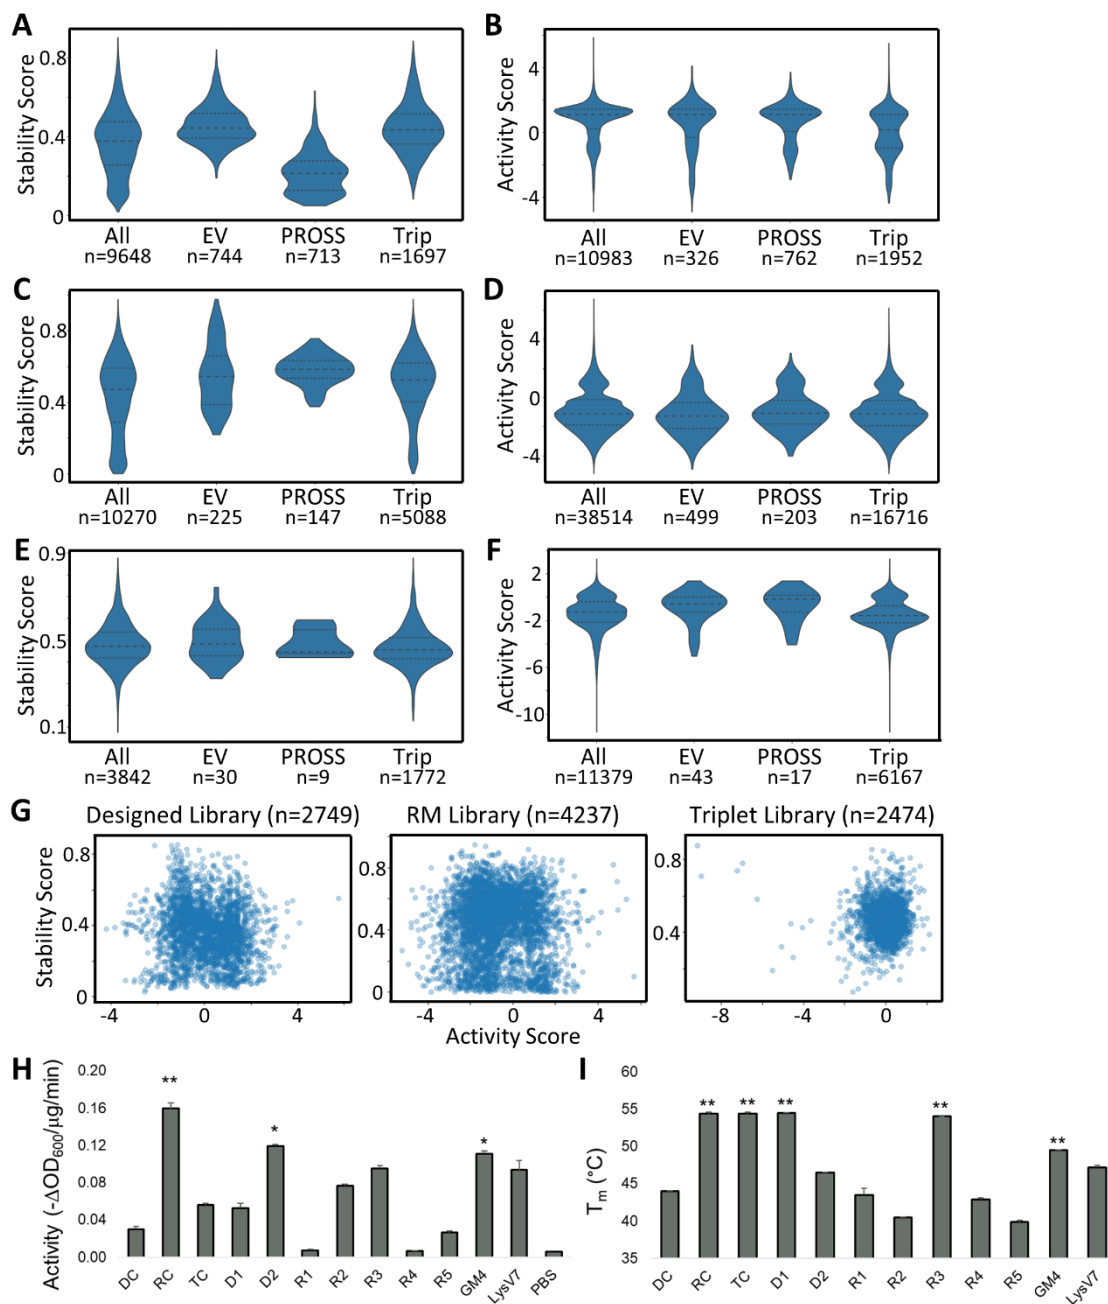 A
Stability Score
0.8
0.4
0
All
EV
PROSS
Trip
n=9648
n=744
n=713
n=1697
B
Activity Score
4
0
-4
All
EV
PROSS
Trip
n=10983
n=326
n=762
n=1952
C
Stability Score
0.8
0.4
0
All
EV
PROSS
Trip
n=10270
n=225
n=147
n=5088
D
Activity Score
4
0
-4
All
EV
PROSS
Trip
n=38514
n=499
n=203
n=16716
E
Stability Score
0.9
0.5
0.1
All
EV
PROSS
Trip
n=3842
n=30
n=9
n=1772
F
Activity Score
2
-2
-6
-10
All
EV
PROSS
Trip
n=11379
n=43
n=17
n=6167
G
Designed Library (n=2749)
RM Library (n=4237)
Triplet Library (n=2474)
Stability Score
0.8
0.4
0
-4
0
4
0.8
0.4
0
-4
0
4
0.8
0.4
-8
-4
0
Activity Score
H
Activity (-ΔOD600/µg/min)
0.20
0.16
0.12
0.08
0.04
0.00
**
*
*
DC
RC
TC
D1
D2
R1
R2
R3
R4
R5
GM4
LysV7
PBS
I
Tm (°C)
60
55
50
45
40
35
**
**
**
**
**
DC
RC
TC
D1
D2
R1
R2
R3
R4
R5
GM4
LysV7